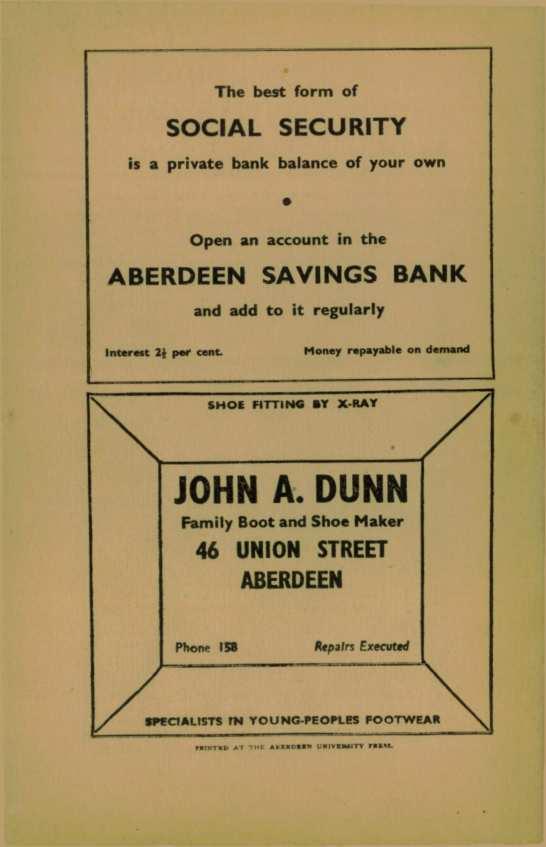 The best form of
SOCIAL SECURITY
is a private bank balance of your own
•
Open an account in the
ABERDEEN SAVINGS BANK
and add to it regularly
Interest 2½ per cent. Money repayable on demand
SHOE FITTING BY X-RAY
JOHN A. DUNN
Family Boot and Shoe Maker
46 UNION STREET
ABERDEEN
Phone 158 Repairs Executed
SPECIALISTS IN YOUNG-PEOPLES FOOTWEAR
PRINTED AT THE ABERDEEN UNIVERSITY PRESS.